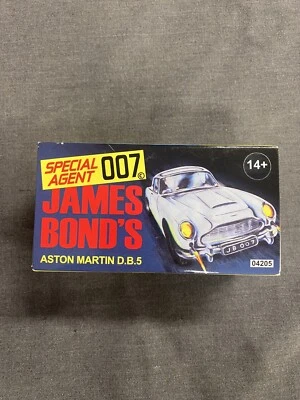 SPECIAL
AGENT
007©
14+
JAMES
BOND'S
ASTON MARTIN D.B.5
JB 007
04205